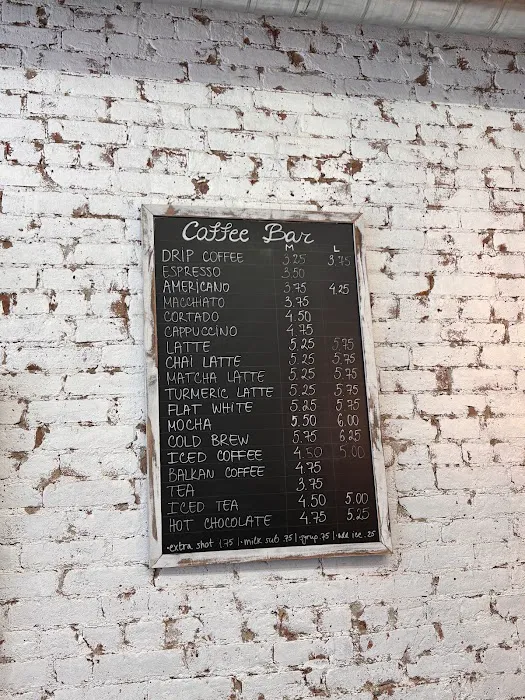 Coffee Bar
M L
DRIP COFFEE 3.25 3.75
ESPRESSO 3.50
AMERICANO 3.75 4.25
MACCHIATO 3.75
CORTADO 4.50
CAPPUCCINO 4.75
LATTE 5.25 5.75
CHAI LATTE 5.25 5.75
MATCHA LATTE 5.25 5.75
TURMERIC LATTE 5.25 5.75
FLAT WHITE 5.25 5.75
MOCHA 5.50 6.00
COLD BREW 5.75 6.25
ICED COFFEE 4.50 5.00
BALKAN COFFEE 4.75
TEA 3.75
ICED TEA 4.50 5.00
HOT CHOCOLATE 4.75 5.25
•extra shot 1.75 | •milk sub .75 | •syrup .75 | •add ice .25